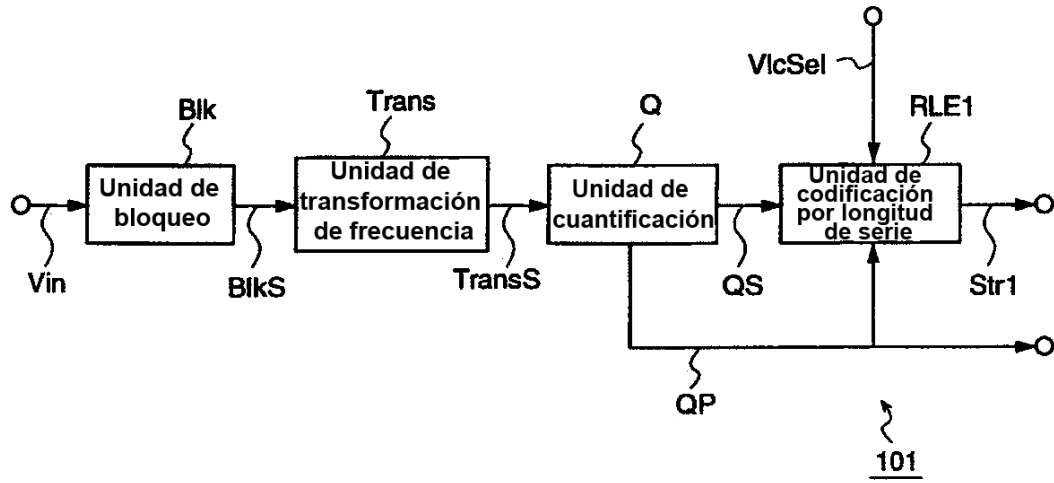 VlcSel
Blk
Trans
Q
RLE1
Unidad de
bloqueo
Unidad de
transformación
de frecuencia
Unidad de
cuantificación
Unidad de
codificación
por longitud
de série
Vin
BlkS
TransS
QS
Str1
QP
101